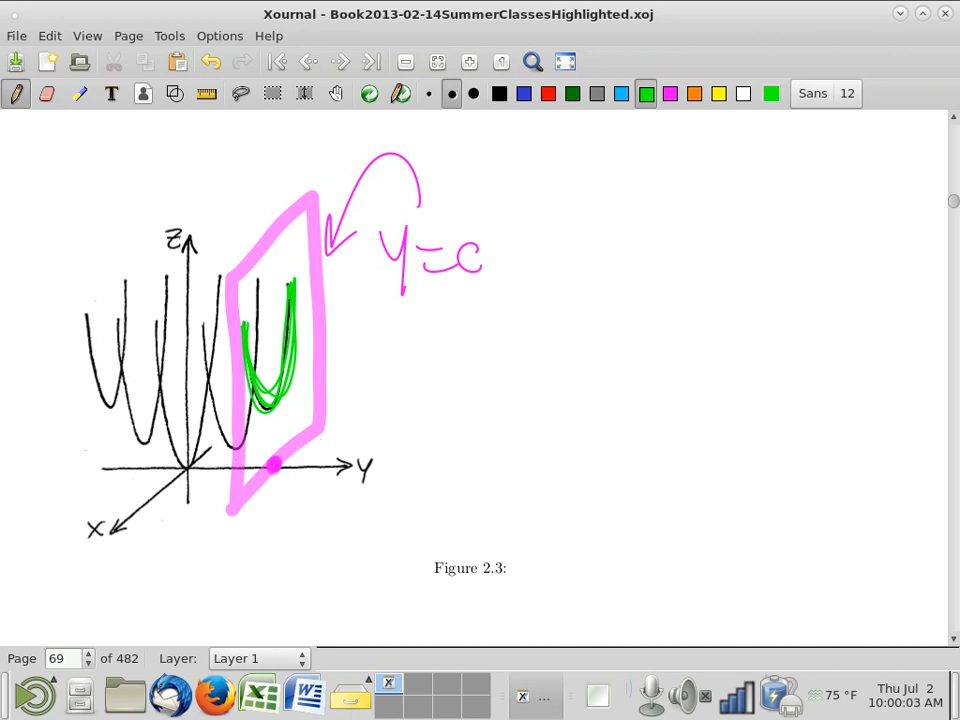 Xournal - Book2013-02-14SummerClassesHighlighted.xoj
File Edit View Page Tools Options Help
Sans 12
y=c
Z
Y
X
Figure 2.3:
Page 69 of 482 Layer: Layer 1
... 75 °F Thu Jul 2
10:00:03 AM